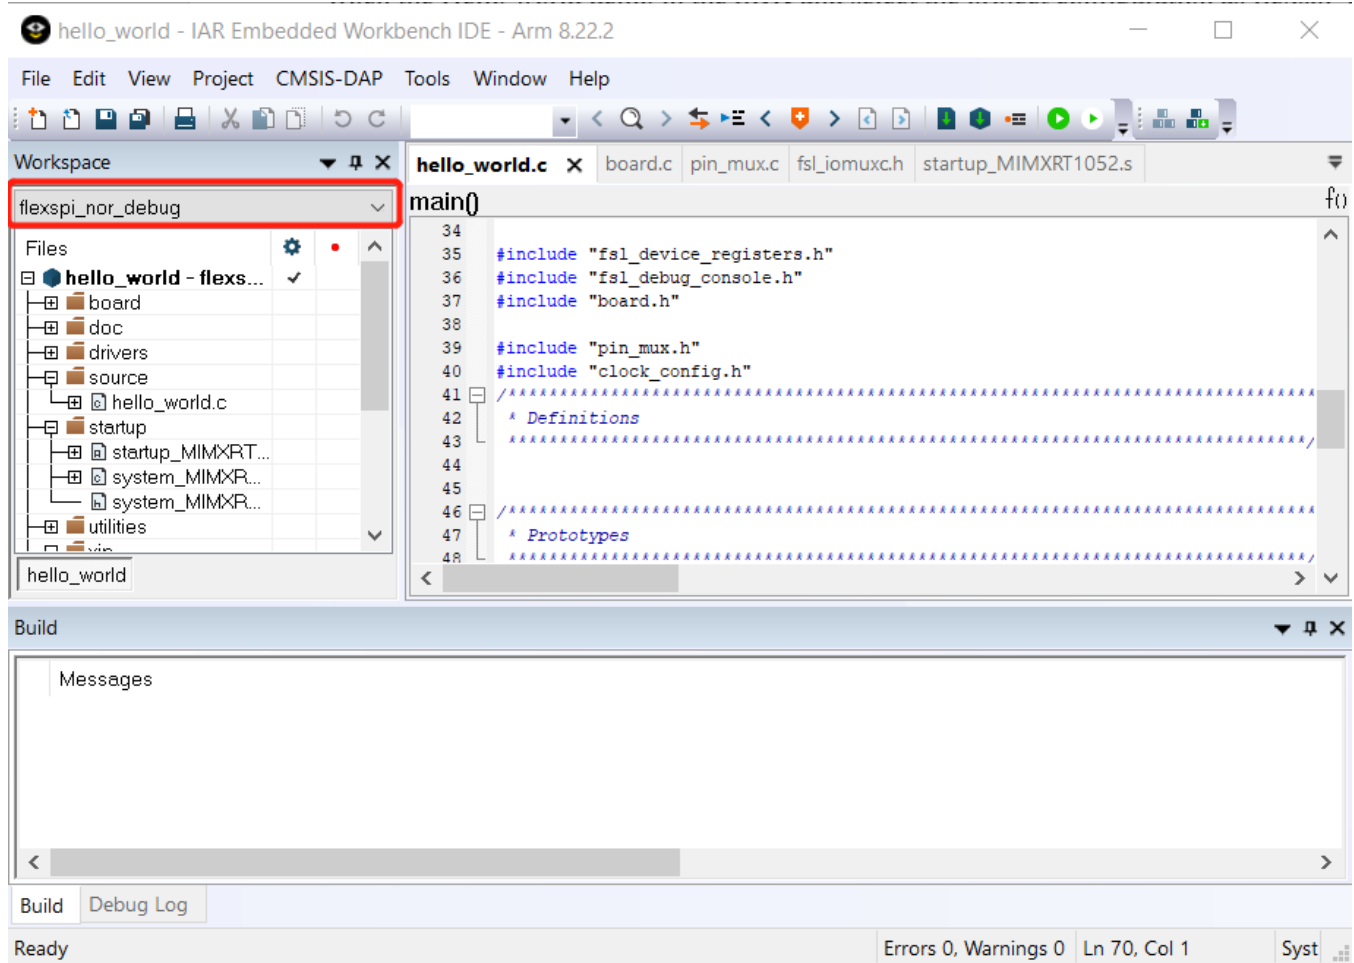 hello_world - IAR Embedded Workbench IDE - Arm 8.22.2
File Edit View Project CMSIS-DAP Tools Window Help
Workspace
flexspi_nor_debug
Files
hello_world - flexs...
board
doc
drivers
source
hello_world.c
startup
startup_MIMXRT...
system_MIMXR...
system_MIMXR...
utilities
hello_world
hello_world.c board.c pin_mux.c fsl_iomuxc.h startup_MIMXRT1052.s
main() f()
34
35 #include "fsl_device_registers.h"
36 #include "fsl_debug_console.h"
37 #include "board.h"
38
39 #include "pin_mux.h"
40 #include "clock_config.h"
41 /*******************************************************************************
42 * Definitions
43 ******************************************************************************/
44
45
46 /*******************************************************************************
47 * Prototypes
48 ******************************************************************************/
Build
Messages
Build Debug Log
Ready Errors 0, Warnings 0 Ln 70, Col 1 Syst